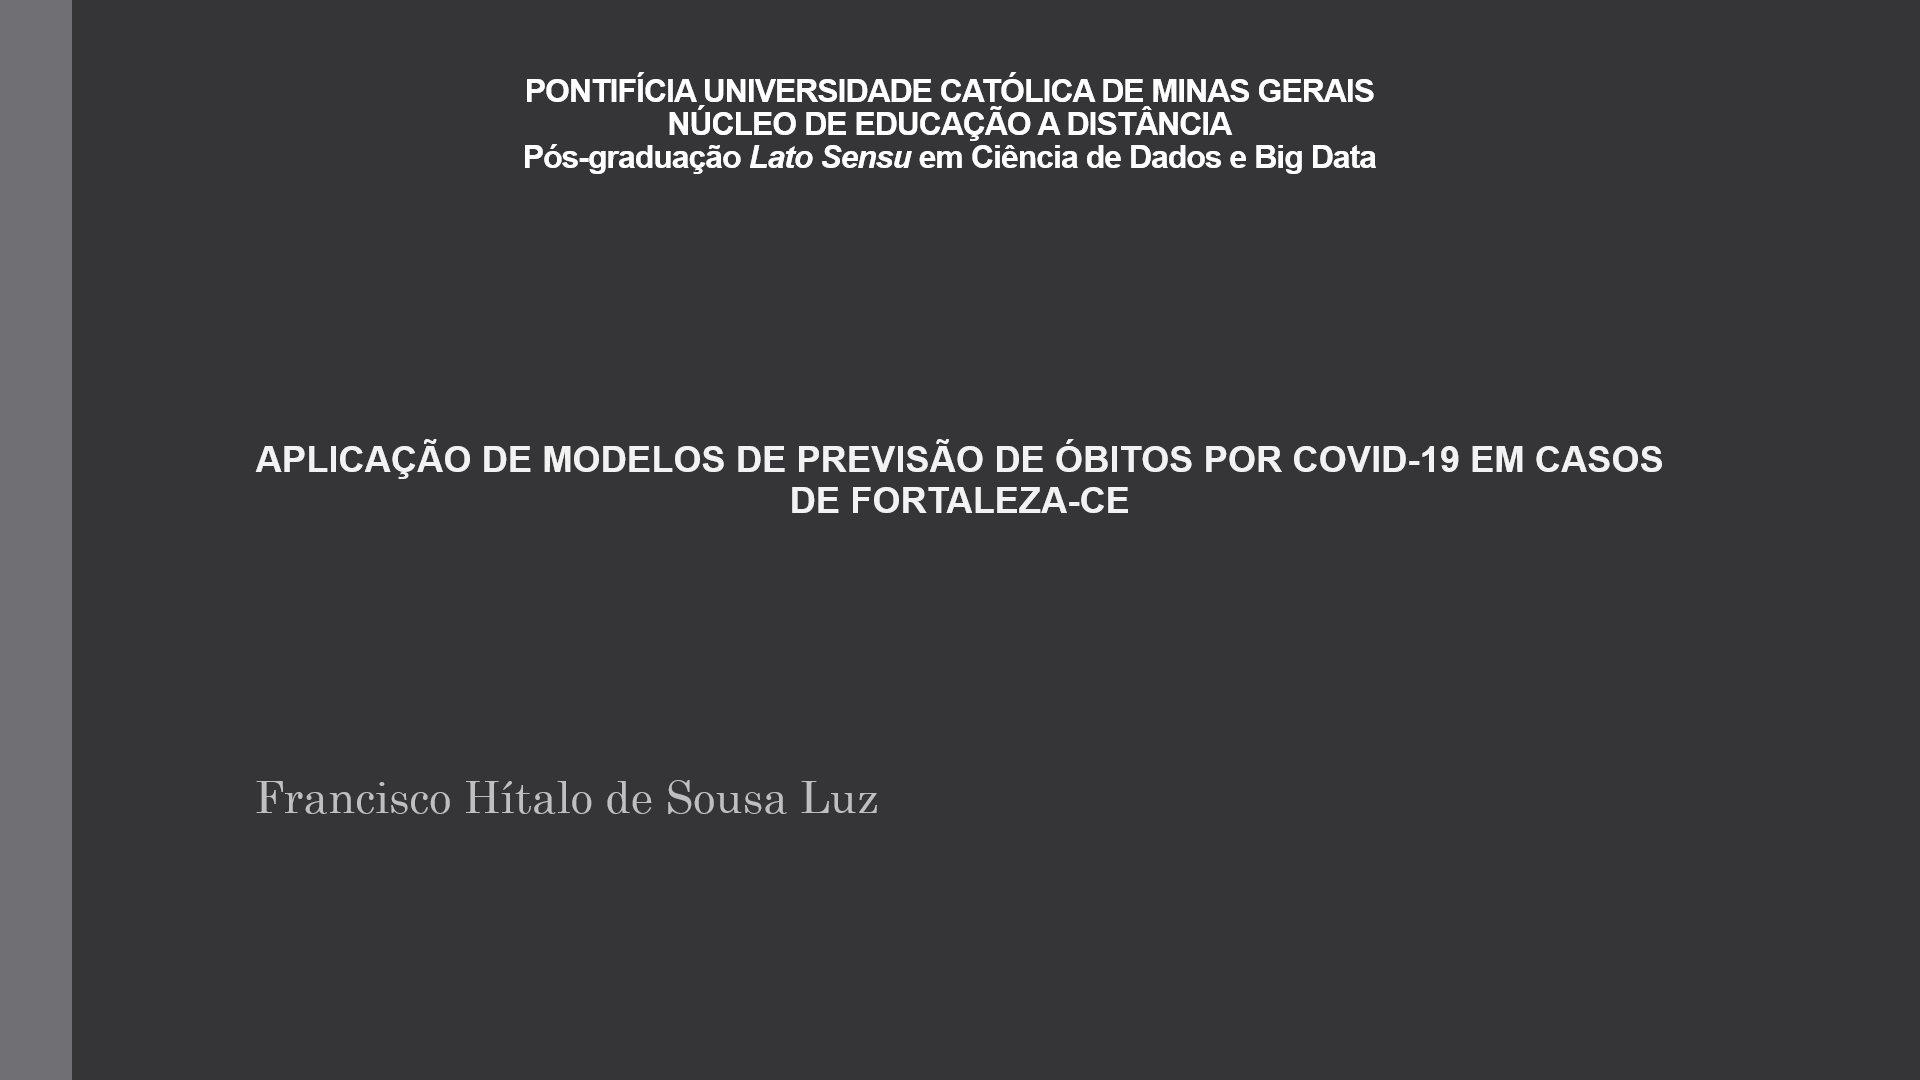 PONTIFÍCIA UNIVERSIDADE CATÓLICA DE MINAS GERAIS
NÚCLEO DE EDUCAÇÃO A DISTÂNCIA
Pós-graduação Lato Sensu em Ciência de Dados e Big Data
APLICAÇÃO DE MODELOS DE PREVISÃO DE ÓBITOS POR COVID-19 EM CASOS
DE FORTALEZA-CE
Francisco Hítalo de Sousa Luz